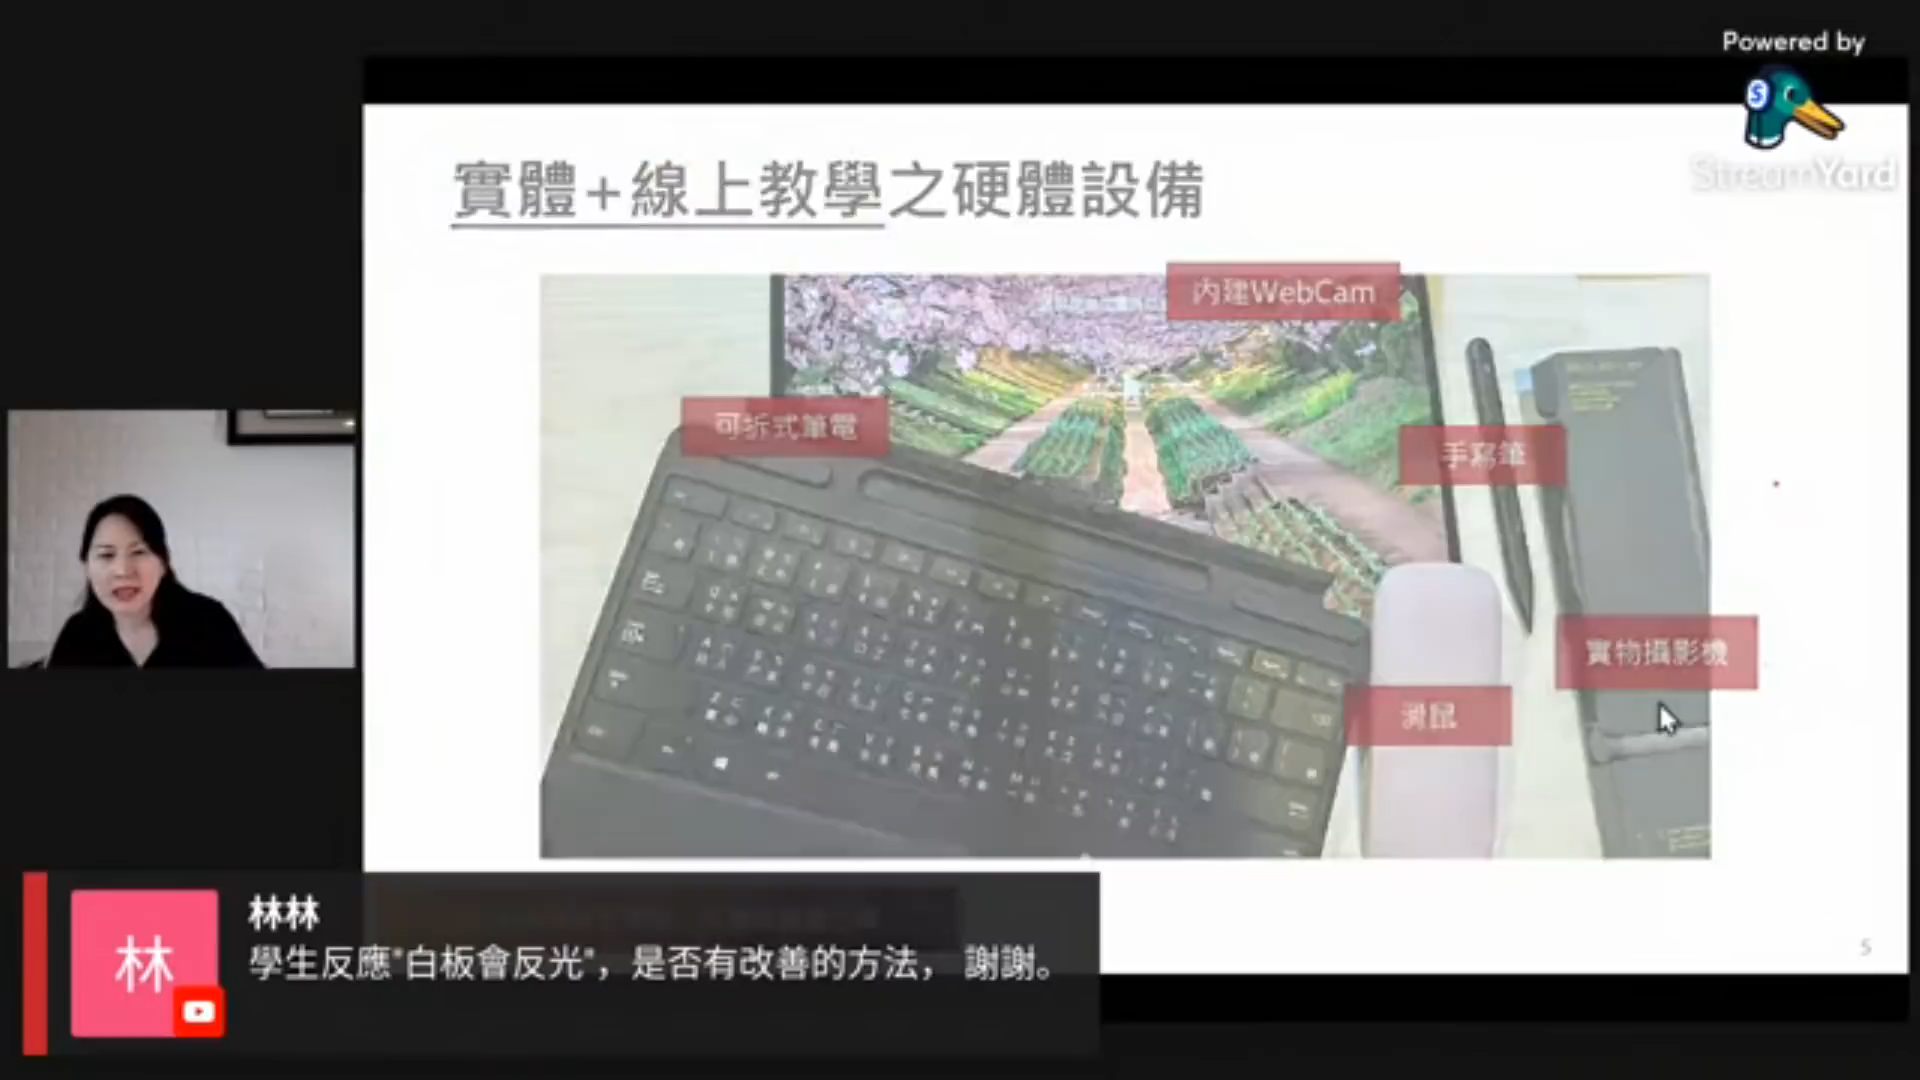 Powered by
StreamYard
實體+線上教學之硬體設備
內建WebCam
可拆式筆電
手寫筆
實物攝影機
滑鼠
林林
林
學生反應"白板會反光"，是否有改善的方法， 謝謝。
5